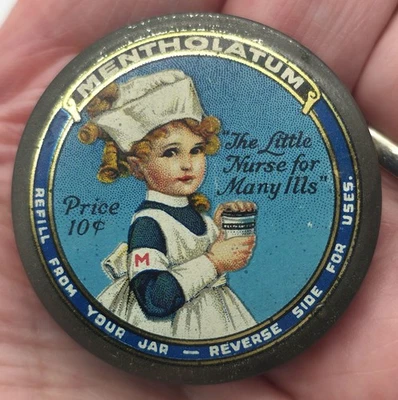 MENTHOLATUM
"The Little
Nurse for
Many Ills"
Price
10¢
M
REFILL FROM YOUR JAR — REVERSE SIDE FOR USES.